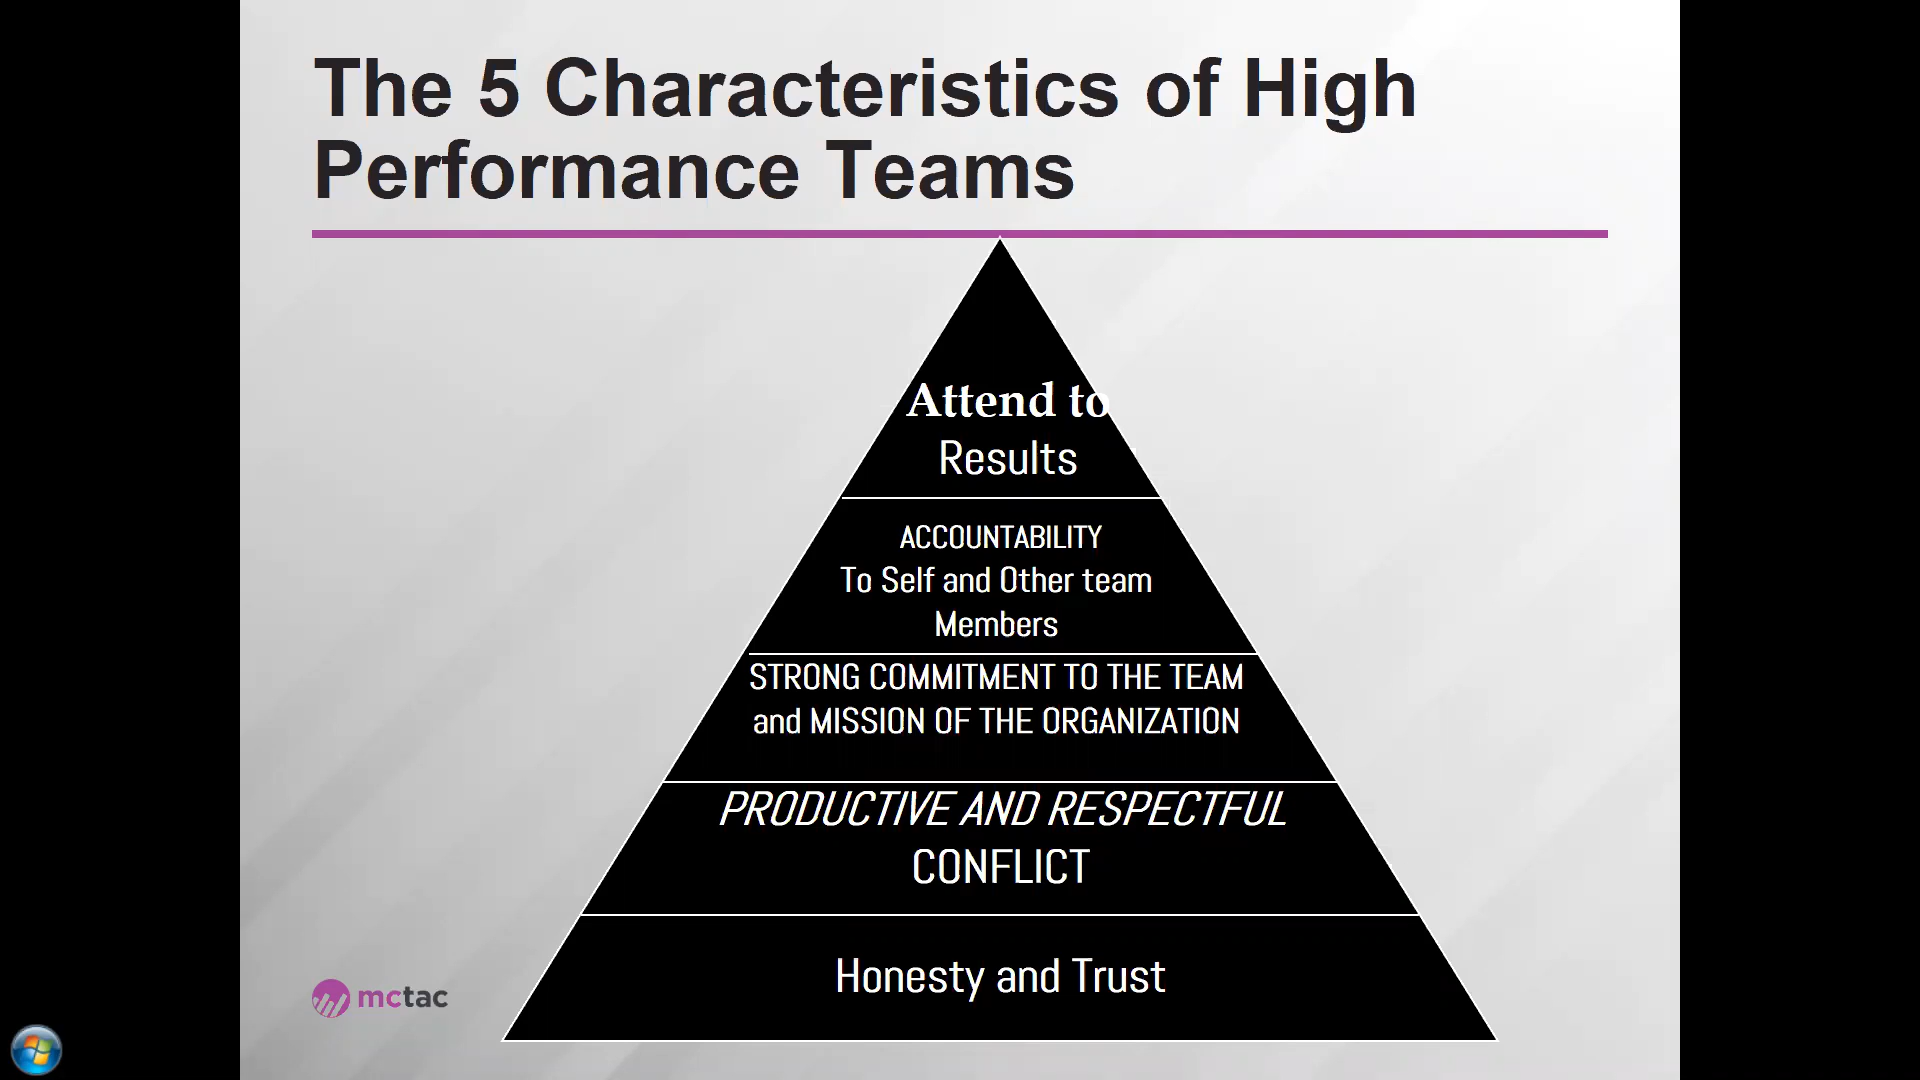 The 5 Characteristics of High
Performance Teams
Attend to
Results
ACCOUNTABILITY
To Self and Other team
Members
STRONG COMMITMENT TO THE TEAM
and MISSION OF THE ORGANIZATION
PRODUCTIVE AND RESPECTFUL
CONFLICT
Honesty and Trust
mctac